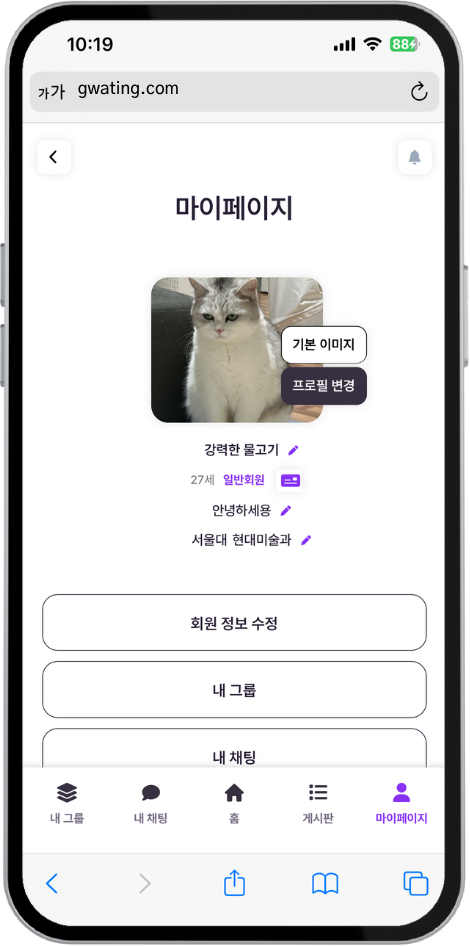 10:19
88
가가 gwating.com
마이페이지
기본 이미지
프로필 변경
강력한 물고기
27세 일반회원
안녕하세용
서울대 현대미술과
회원 정보 수정
내 그룹
내 채팅
내 그룹 내 채팅 홈 게시판 마이페이지